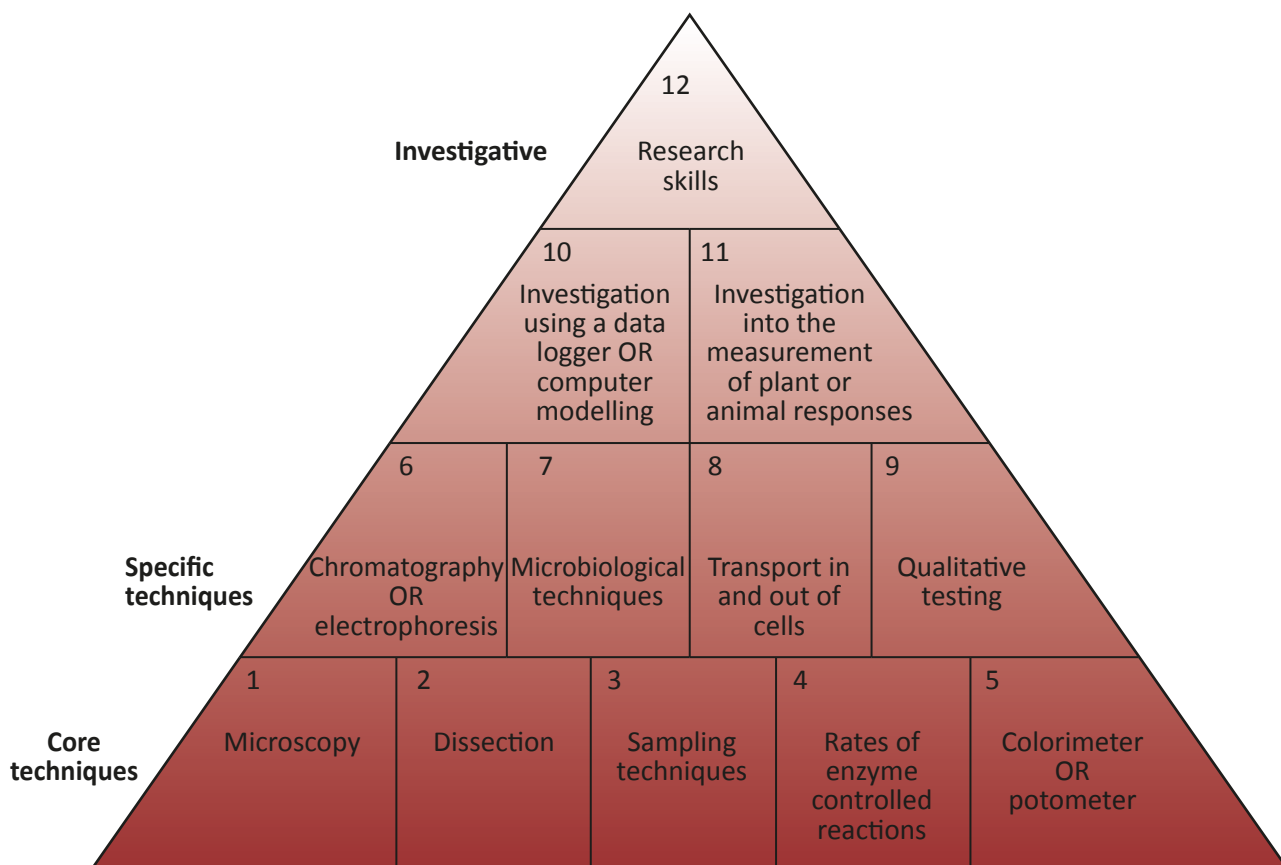 12
Investigative
Research
skills
10
Investigation
using a data
logger OR
computer
modelling
11
Investigation
into the
measurement
of plant or
animal responses
Specific
techniques
6
Chromatography
OR
electrophoresis
7
Microbiological
techniques
8
Transport in
and out of
cells
9
Qualitative
testing
Core
techniques
1
Microscopy
2
Dissection
3
Sampling
techniques
4
Rates of
enzyme
controlled
reactions
5
Colorimeter
OR
potometer